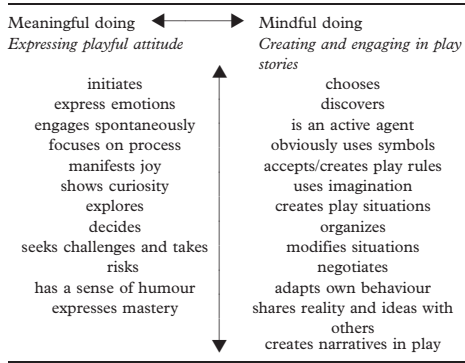 Meaningful doing
Expressing playful attitude
initiates
express emotions
engages spontaneously
focuses on process
manifests joy
shows curiosity
explores
decides
seeks challenges and takes
risks
has a sense of humour
expresses mastery
Mindful doing
Creating and engaging in play
stories
chooses
discovers
is an active agent
obviously uses symbols
accepts/creates play rules
uses imagination
creates play situations
organizes
modifies situations
negotiates
adapts own behaviour
shares reality and ideas with
others
creates narratives in play